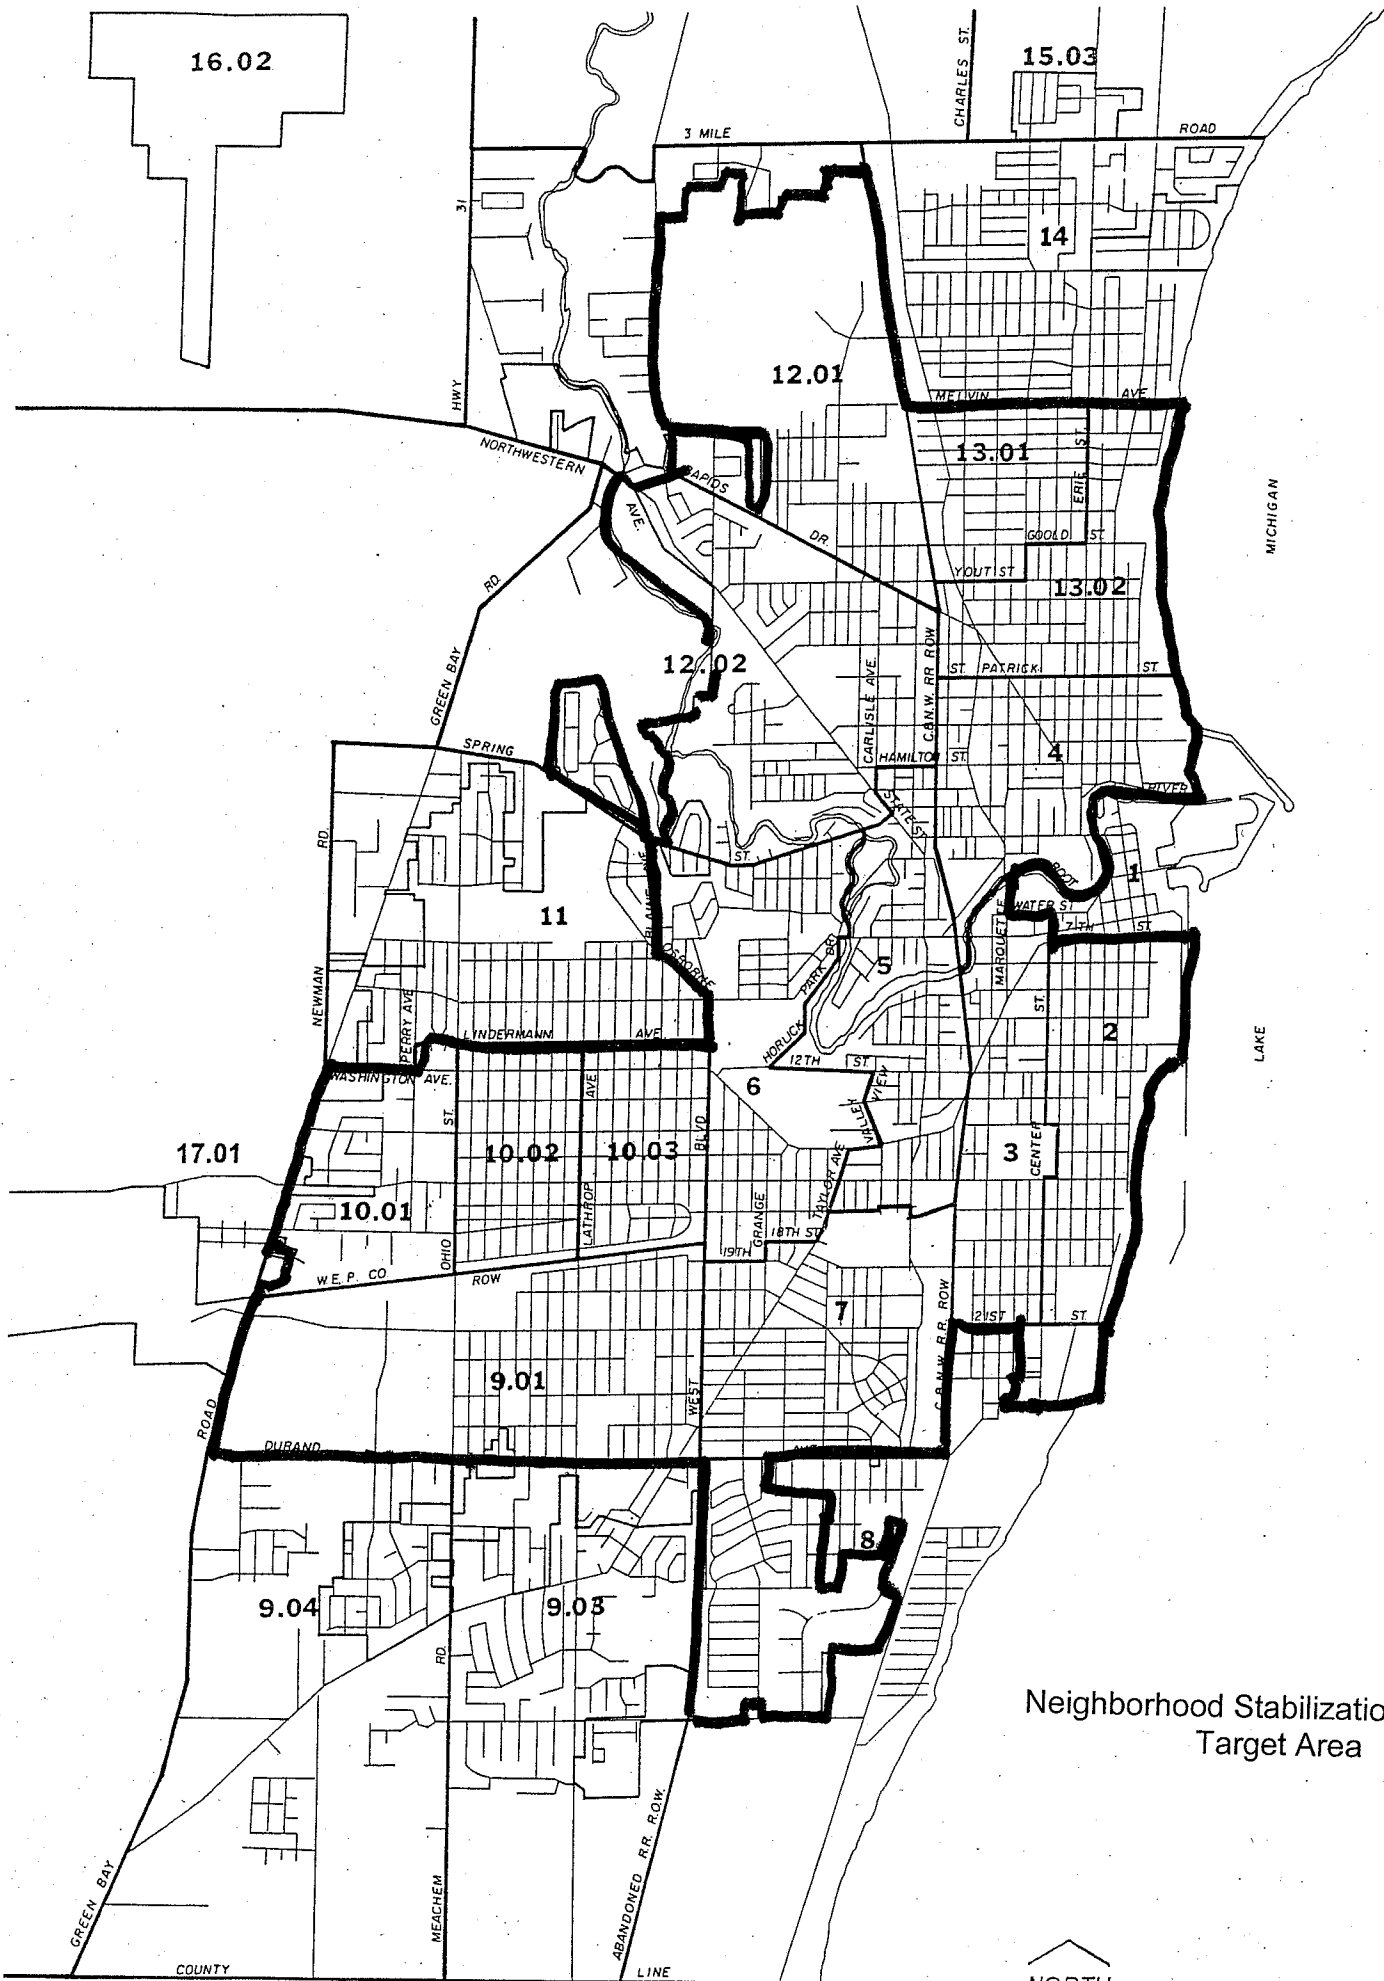 16.02
15.03
CHARLES ST.
3 MILE
ROAD
31
HWY
14
12.01
MELVIN
AVE
13.01
ERIE ST.
NORTHWESTERN
AVE.
RAPIDS
DR.
GOOLD ST.
YOUT ST
13.02
MICHIGAN
GREEN BAY
RD.
12.02
ST. PATRICK
ST.
CARLISLE AVE.
C.&N.W. RR ROW
SPRING
HAMILTON ST.
4
STATE ST.
RIVER
ST.
ROOT
1
NEWMAN
RD.
11
BLAINE AVE
OSBORNE
WATER ST
7TH
ST.
MARQUETTE
5
HORLICK
PARK DR
PERRY AVE
LINDERMANN
AVE.
2
LAKE
WASHINGTON AVE.
12TH
ST.
6
VALLEY
VIEW
ST.
AVE
BLVD
ST.
17.01
10.02
10.03
3
CENTER
10.01
LATHROP
GRANGE
TAYLOR AVE
OHIO
18TH ST.
19TH
W.E.P. CO
ROW
7
C.&N.W. R.R. ROW
21ST
ST.
9.01
WEST
ROAD
DURAND
AVE.
8
9.04
9.03
RD.
Neighborhood Stabilizatio
Target Area
GREEN BAY
MEACHEM
ABANDONED R.R. R.O.W.
COUNTY
LINE
NORTH